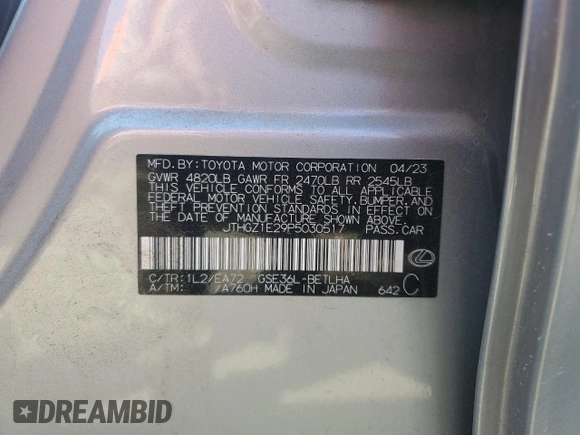 MFD.BY:TOYOTA MOTOR CORPORATION 04/23
GVWR 4820LB GAWR FR 2470LB RR 2545LB
THIS VEHICLE CONFORMS TO ALL APPLICABLE
FEDERAL MOTOR VEHICLE SAFETY, BUMPER, AND
THEFT PREVENTION STANDARDS IN EFFECT ON
THE DATE OF MANUFACTURE SHOWN ABOVE.
JTHGZ1E29P5030517 PASS.CAR
C/TR:1L2/EA72 GSE36L-BETLHA
A/TM: /A760H MADE IN JAPAN 642 C
DREAMBID